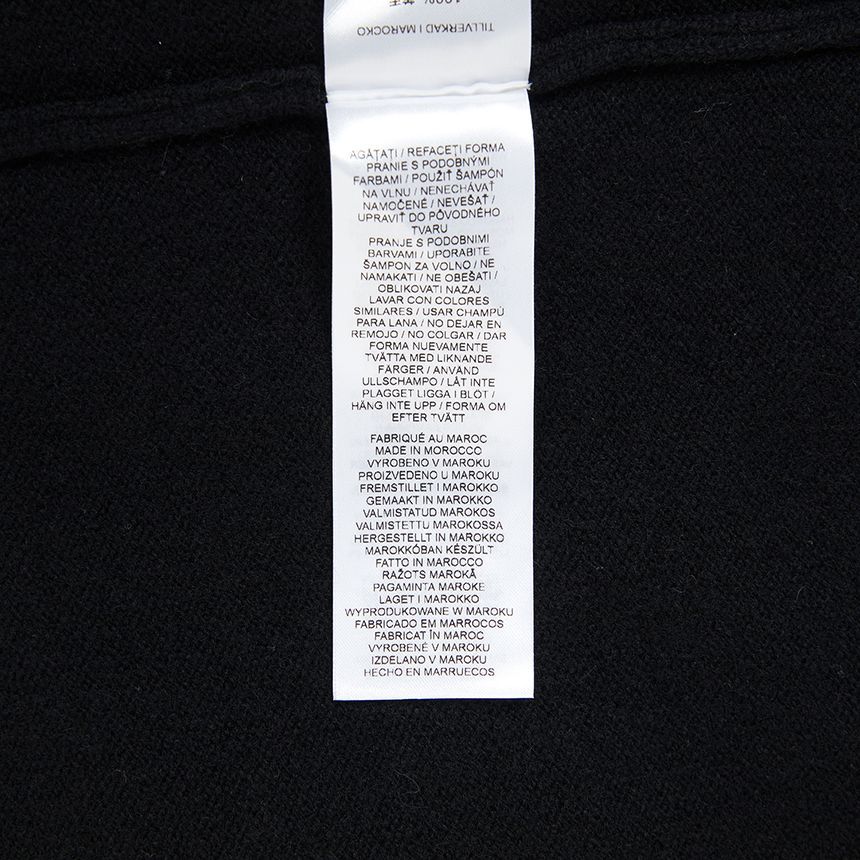 100%
TILLVERKAD I MAROCKO
AGĂŢAŢI / REFACEŢI FORMA
PRANIE S PODOBNÝMI
FARBAMI / POUŽIŤ ŠAMPÓN
NA VLNU / NENECHÁVAŤ
NAMOČENÉ / NEVEŠAŤ /
UPRAVIŤ DO PÔVODNÉHO
TVARU
PRANJE S PODOBNIMI
BARVAMI / UPORABITE
ŠAMPON ZA VOLNO / NE
NAMAKATI / NE OBEŠATI /
OBLIKOVATI NAZAJ
LAVAR CON COLORES
SIMILARES / USAR CHAMPÚ
PARA LANA / NO DEJAR EN
REMOJO / NO COLGAR / DAR
FORMA NUEVAMENTE
TVÄTTA MED LIKNANDE
FÄRGER / ANVÄND
ULLSCHAMPO / LÅT INTE
PLAGGET LIGGA I BLÖT /
HÄNG INTE UPP / FORMA OM
EFTER TVÄTT
FABRIQUÉ AU MAROC
MADE IN MOROCCO
VYROBENO V MAROKU
PROIZVEDENO U MAROKU
FREMSTILLET I MAROKKO
GEMAAKT IN MAROKKO
VALMISTATUD MAROKOS
VALMISTETTU MAROKOSSA
HERGESTELLT IN MAROKKO
MAROKKÓBAN KÉSZÜLT
FATTO IN MAROCCO
RAŽOTS MAROKĀ
PAGAMINTA MAROKE
LAGET I MAROKKO
WYPRODUKOWANE W MAROKU
FABRICADO EM MARROCOS
FABRICAT ÎN MAROC
VYROBENÉ V MAROKU
IZDELANO V MAROKU
HECHO EN MARRUECOS